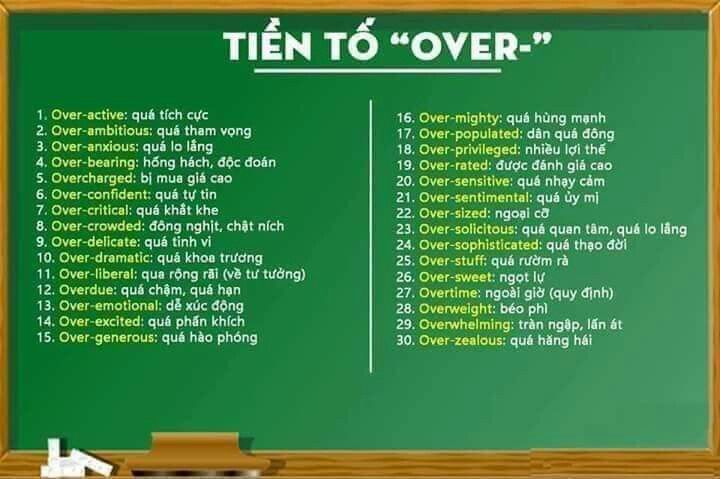 TIỀN TỐ “OVER-”
1. Over-active: quá tích cực
2. Over-ambitious: quá tham vọng
3. Over-anxious: quá lo lắng
4. Over-bearing: hống hách, độc đoán
5. Overcharged: bị mua giá cao
6. Over-confident: quá tự tin
7. Over-critical: quá khắt khe
8. Over-crowded: đông nghịt, chật ních
9. Over-delicate: quá tinh vi
10. Over-dramatic: quá khoa trương
11. Over-liberal: qua rộng rãi (về tư tưởng)
12. Overdue: quá chậm, quá hạn
13. Over-emotional: dễ xúc động
14. Over-excited: quá phấn khích
15. Over-generous: quá hào phóng
16. Over-mighty: quá hùng mạnh
17. Over-populated: dân quá đông
18. Over-privileged: nhiều lợi thế
19. Over-rated: được đánh giá cao
20. Over-sensitive: quá nhạy cảm
21. Over-sentimental: quá ủy mị
22. Over-sized: ngoại cỡ
23. Over-solicitous: quá quan tâm, quá lo lắng
24. Over-sophisticated: quá thạo đời
25. Over-stuff: quá rườm rà
26. Over-sweet: ngọt lự
27. Overtime: ngoài giờ (quy định)
28. Overweight: béo phì
29. Overwhelming: tràn ngập, lấn át
30. Over-zealous: quá hăng hái